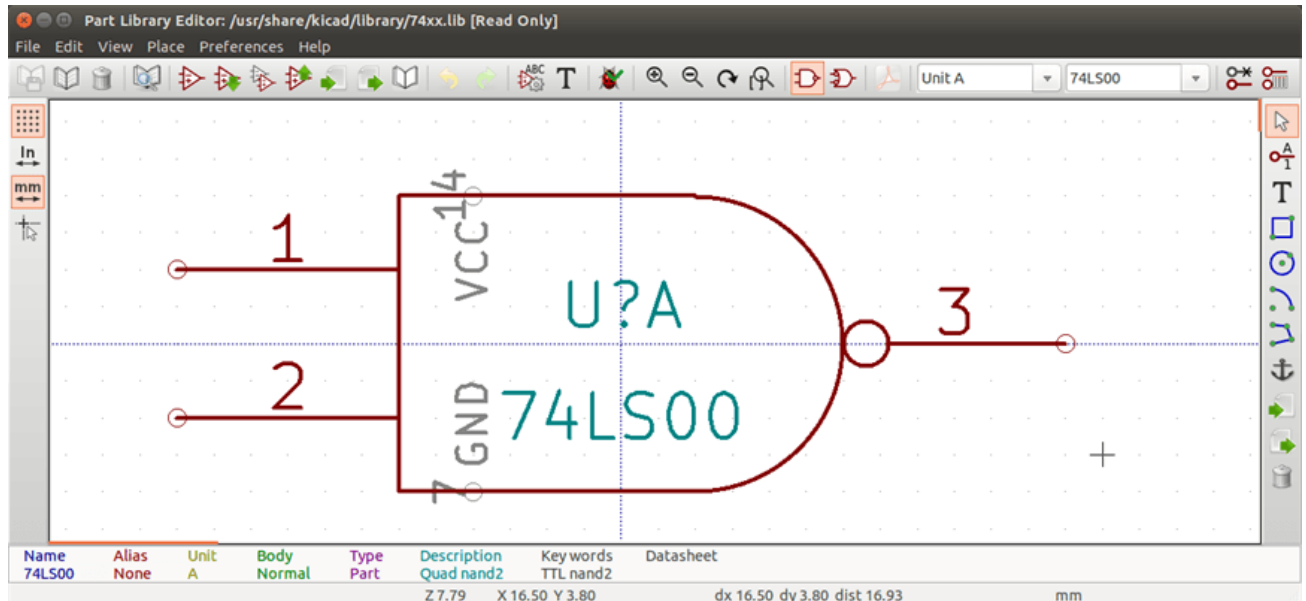 Part Library Editor: /usr/share/kicad/library/74xx.lib [Read Only]
File Edit View Place Preferences Help
ABC T Unit A 74LS00
In
mm
A
1
T
14
VCC
1
U?A
3
2
GND
74LS00
7
Name Alias Unit Body Type Description Key words Datasheet
74LS00 None A Normal Part Quad nand2 TTL nand2
Z 7.79 X 16.50 Y 3.80 dx 16.50 dy 3.80 dist 16.93 mm